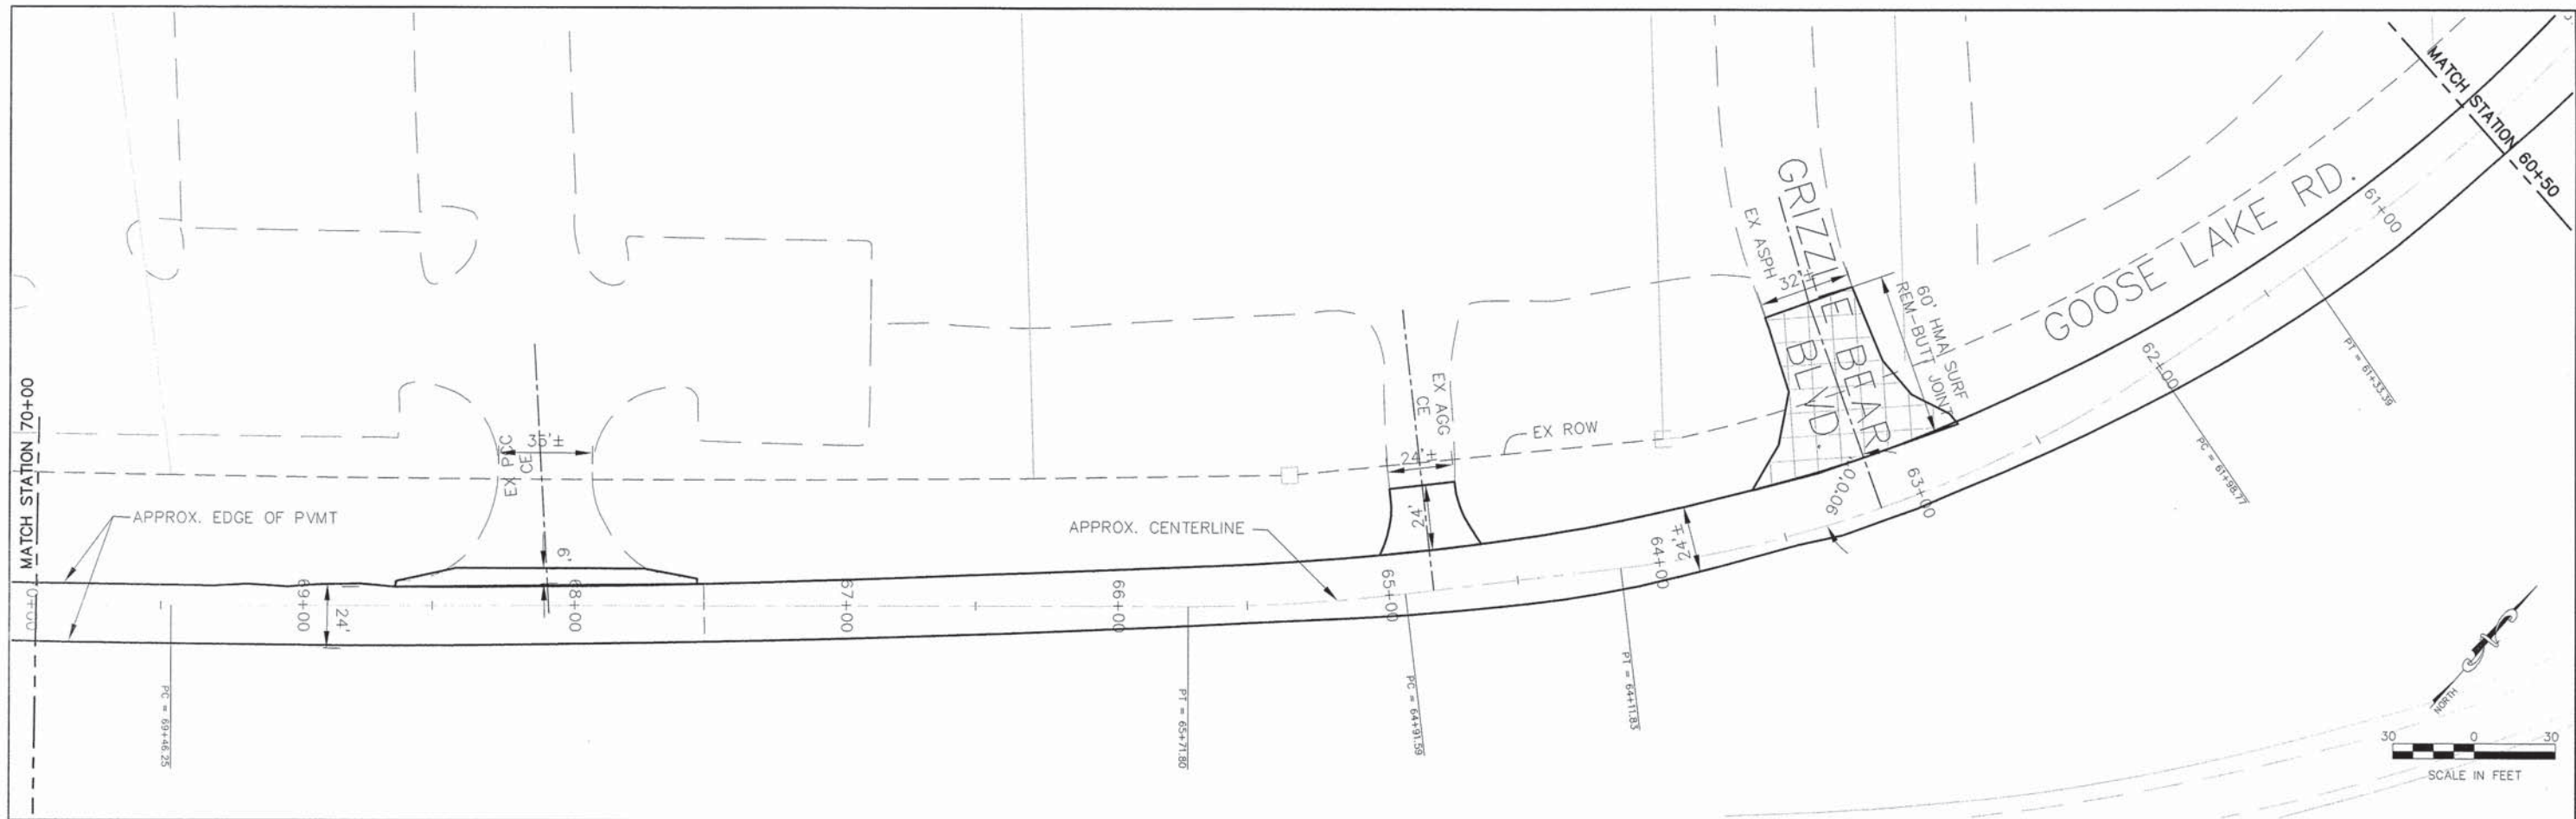 MATCH STATION 60+50
61+00
GOOSE LAKE RD.
PT = 61+33.39
62+00
PC = 61+98.77
GRIZZLIE BEAR
BLVD.
EX ASPH
32'±
60' HMA SURF
REM-BUTT JOINT
63+00
24'±
64+00
PT = 64+11.83
EX ROW
EX AGG
CE
24'±
24'
65+00
PC = 64+91.59
APPROX. CENTERLINE
PT = 65+71.80
66+00
67+00
EX PCC
CE
36'±
6'
68+00
69+00
24'
APPROX. EDGE OF PVMT
MATCH STATION 70+00
PC = 69+46.25
NORTH
30 0 30
SCALE IN FEET